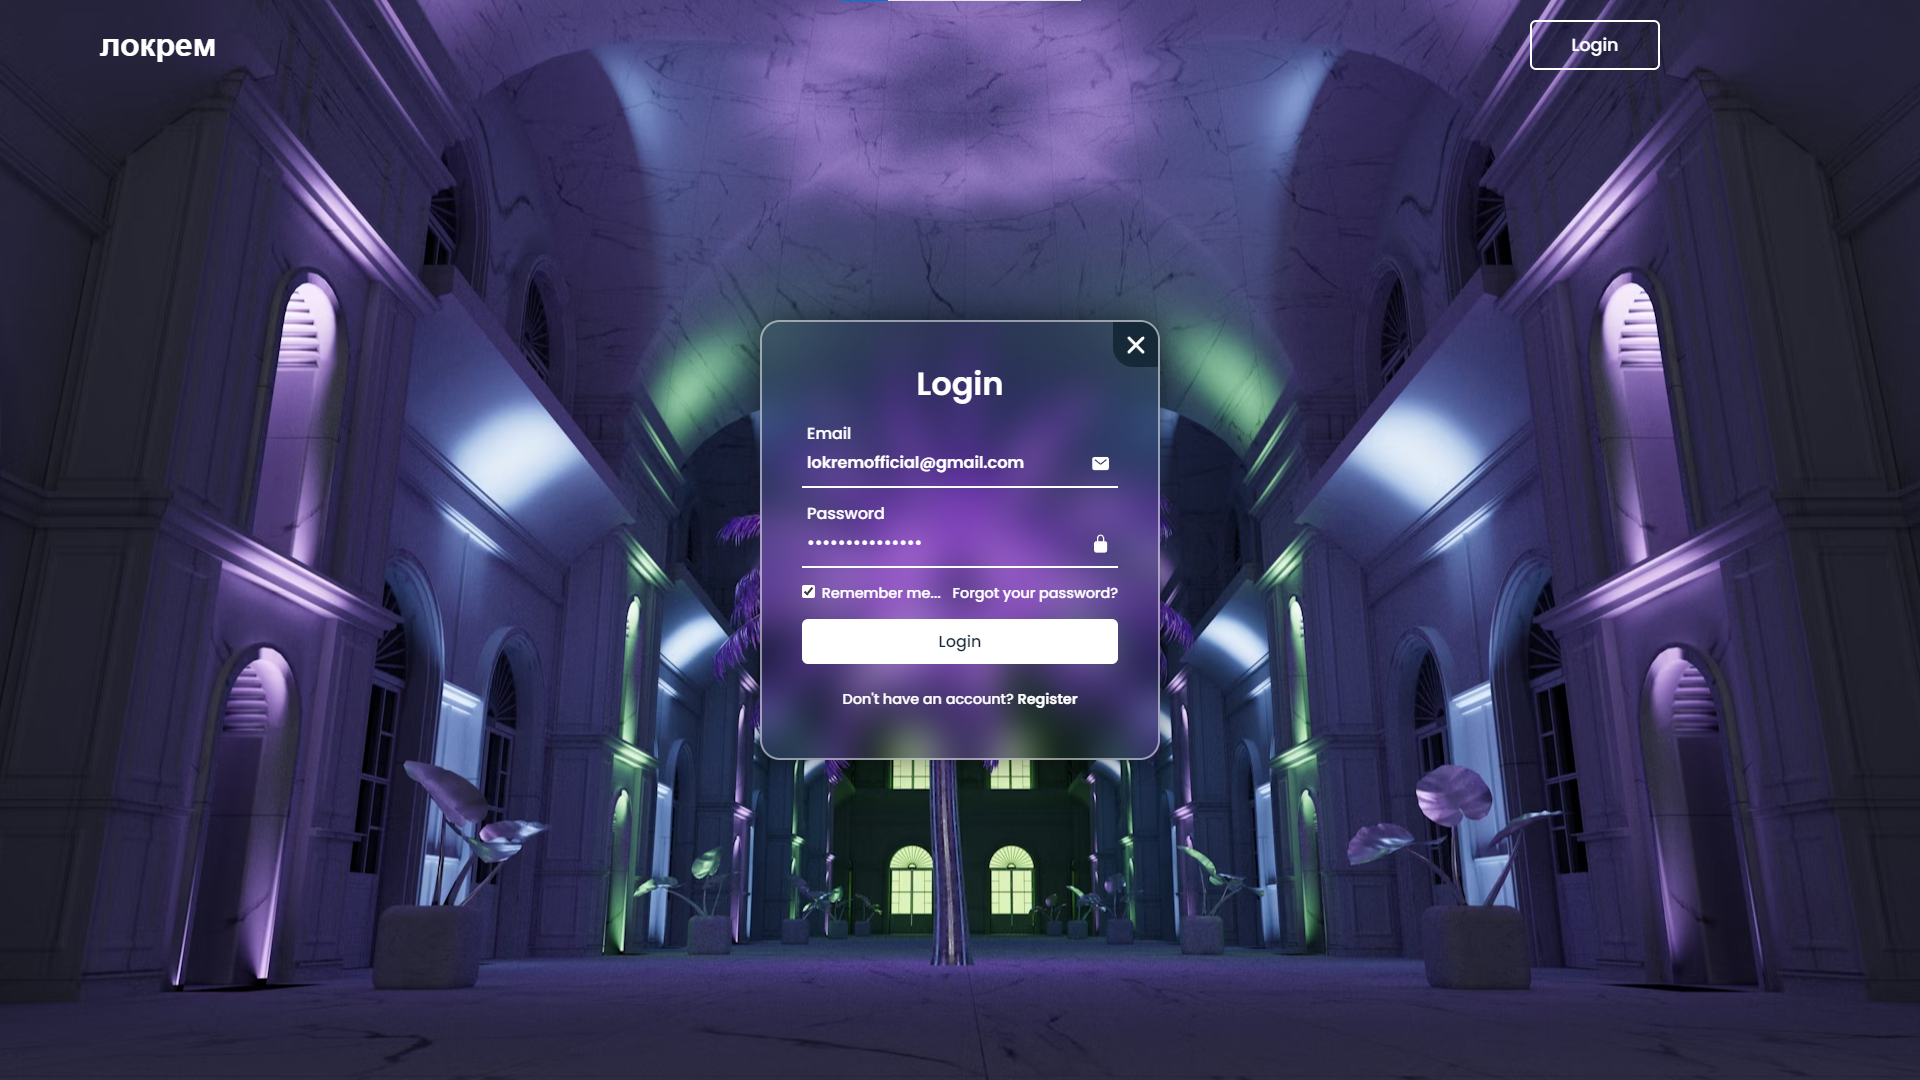 локрем
Login
Login
Email
lokremofficial@gmail.com
Password
•••••••••••••••
Remember me... Forgot your password?
Login
Don't have an account? Register